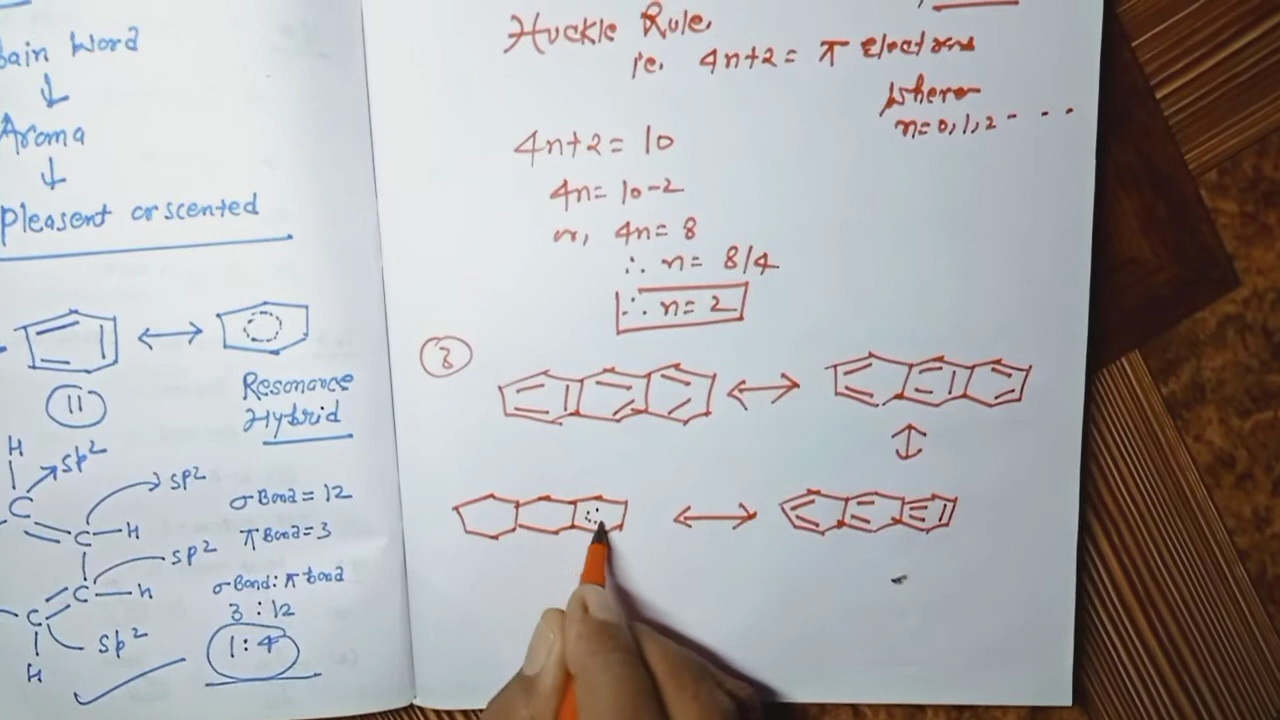 Word
↓
Aroma
↓
Pleasent or scented
Resonance
Hybrid
11
H
sp²
C
sp²
σ Bond = 12
C—H
π Bond = 3
sp²
σ Bond : π bond
C—h
3 : 12
C
sp²
1 : 4
H
Huckle Rule
i.e. 4n+2 = π Electrons
Where
n=0,1,2 - - -
4n+2 = 10
4n= 10-2
or, 4n= 8
∴ n= 8/4
∴ n= 2
3